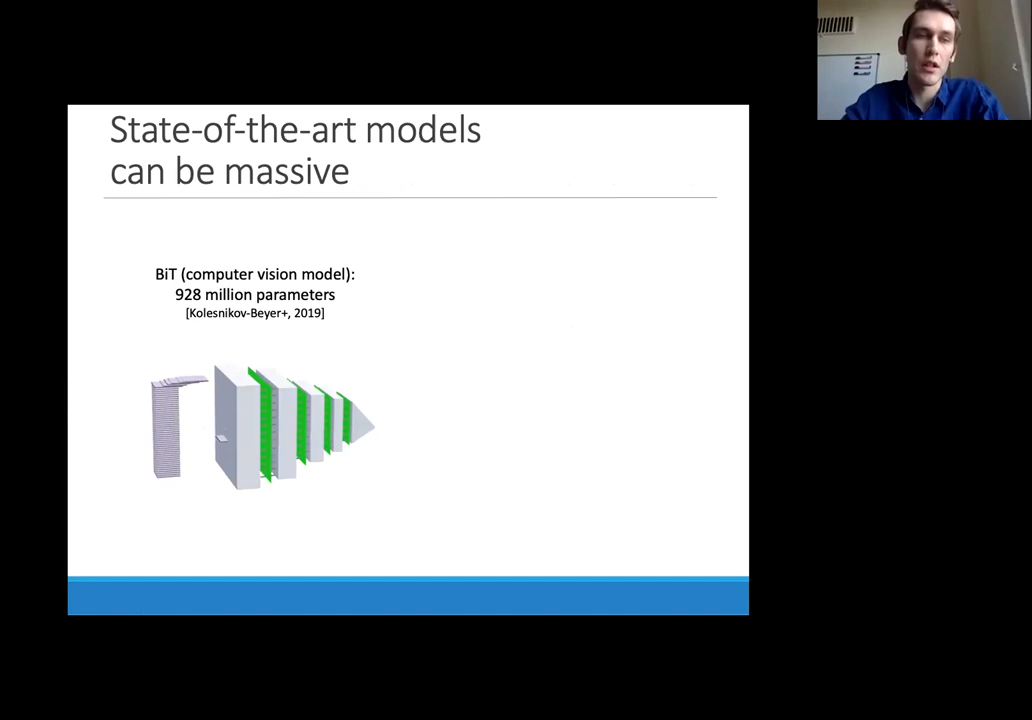 State-of-the-art models
can be massive
BiT (computer vision model):
928 million parameters
[Kolesnikov-Beyer+, 2019]